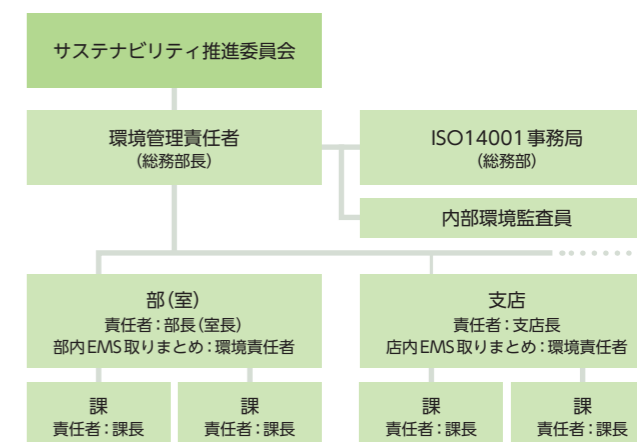 サステナビリティ推進委員会
環境管理責任者
(総務部長)
ISO14001事務局
(総務部)
内部環境監査員
部(室)
責任者:部長(室長)
部内EMS取りまとめ:環境責任者
支店
責任者:支店長
店内EMS取りまとめ:環境責任者
課
責任者:課長
課
責任者:課長
課
責任者:課長
課
責任者:課長